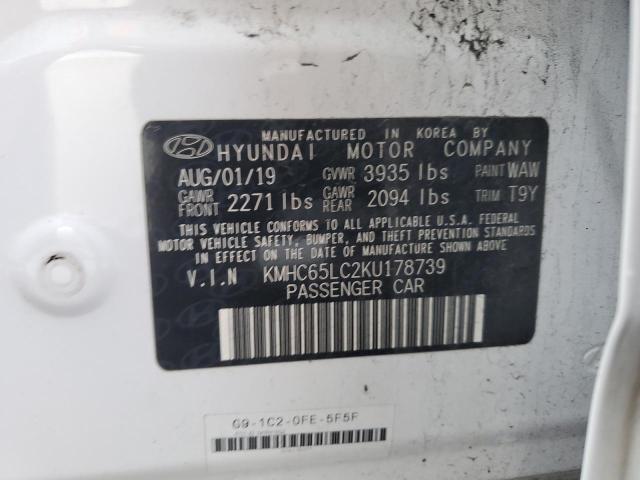 MANUFACTURED IN KOREA BY
HYUNDAI MOTOR COMPANY
AUG/01/19 GVWR 3935 lbs PAINT WAW
GAWR FRONT 2271 lbs GAWR REAR 2094 lbs TRIM T9Y
THIS VEHICLE CONFORMS TO ALL APPLICABLE U.S.A. FEDERAL
MOTOR VEHICLE SAFETY, BUMPER, AND THEFT PREVENTION STANDARDS
IN EFFECT ON THE DATE OF MANUFACTURE SHOWN ABOVE.
V.I.N KMHC65LC2KU178739
PASSENGER CAR
G9-1C2-0FE-5F5F